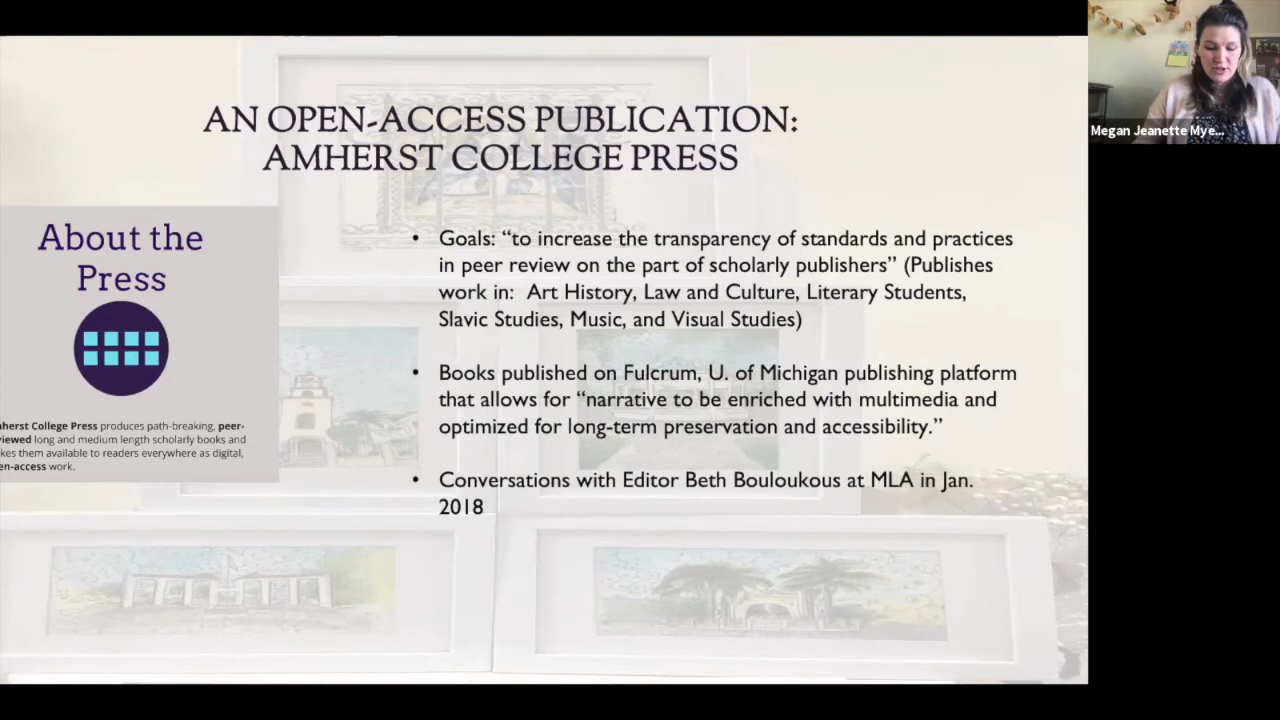 AN OPEN-ACCESS PUBLICATION:
AMHERST COLLEGE PRESS
About the
Press
herst College Press produces path-breaking, peer-
iewed long and medium length scholarly books and
kes them available to readers everywhere as digital,
en-access work.
• Goals: “to increase the transparency of standards and practices
in peer review on the part of scholarly publishers” (Publishes
work in: Art History, Law and Culture, Literary Students,
Slavic Studies, Music, and Visual Studies)
• Books published on Fulcrum, U. of Michigan publishing platform
that allows for “narrative to be enriched with multimedia and
optimized for long-term preservation and accessibility.”
• Conversations with Editor Beth Bouloukous at MLA in Jan.
2018
Megan Jeanette Mye...